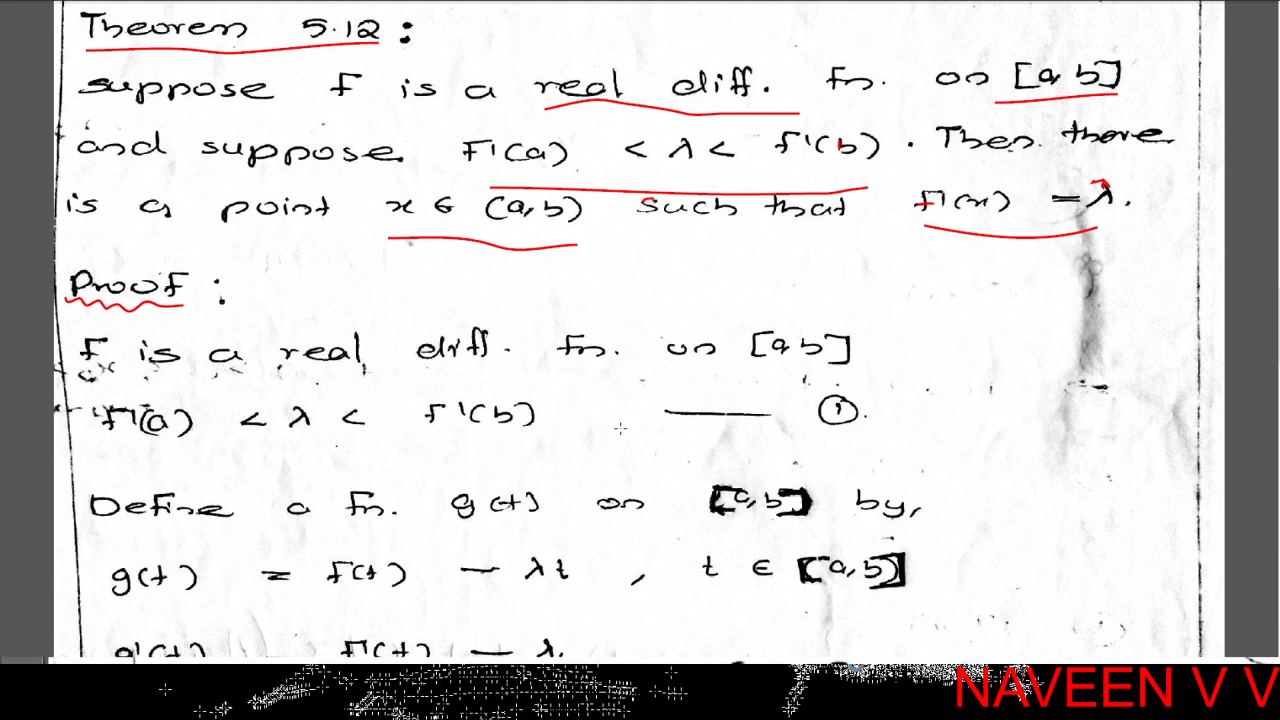 Theorem 5.12 :
suppose f is a real diff. fn. on [a, b]
and suppose f'(a) < λ < f'(b). Then there
is a point x ∈ (a, b) such that f'(x) = λ.
Proof :
f is a real diff. fn. on [a b]
f'(a) < λ < f'(b) ——— ①.
Define a fn. g(t) on [a, b] by,
g(t) = f(t) — λt , t ∈ [a, b]
g'(t) f'(t) — λ.
NAVEEN V V